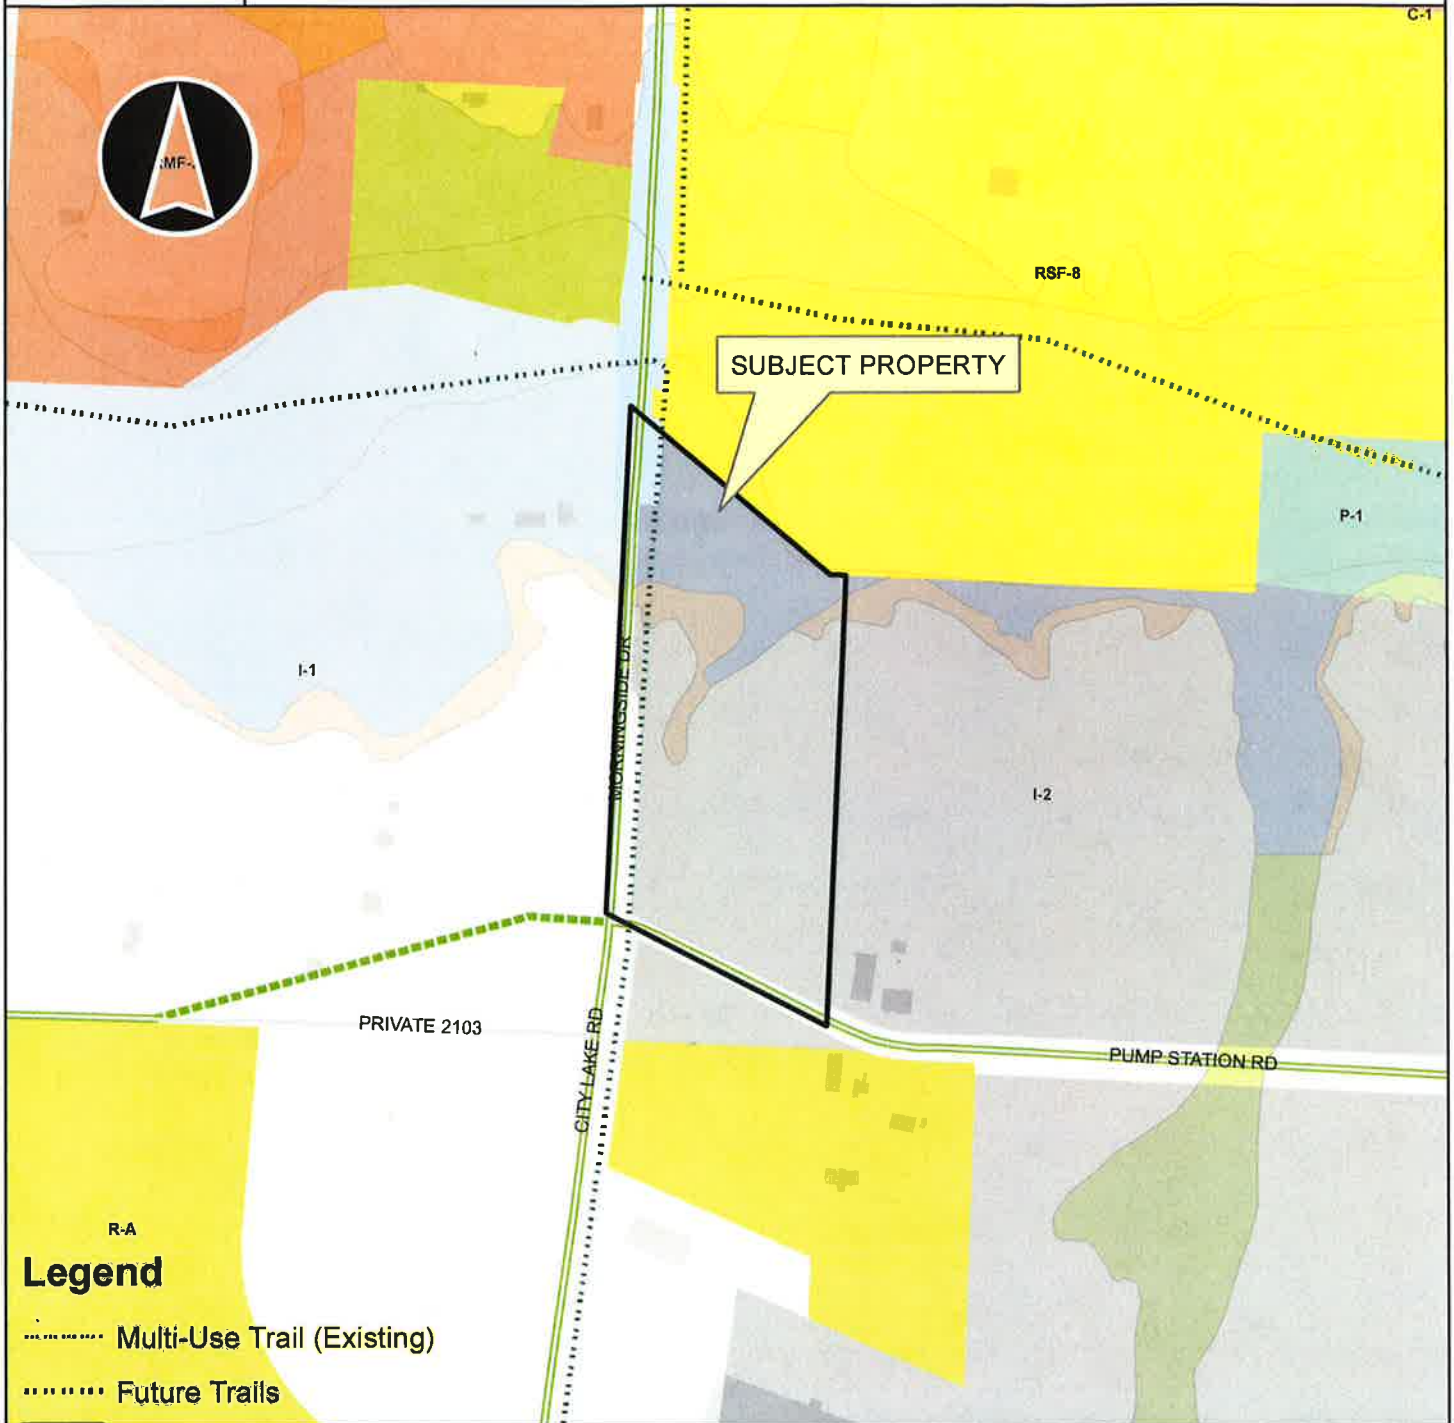 C-1
RSF-8
SUBJECT PROPERTY
P-1
I-1
MORNINGSIDE DR
I-2
PRIVATE 2103
CITY LAKE RD
PUMP STATION RD
R-A
Legend
Multi-Use Trail (Existing)
Future Trails